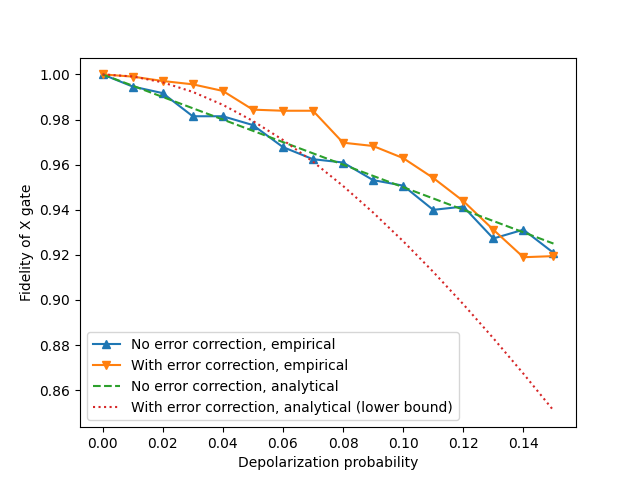 1.00
0.98
0.96
0.94
0.92
0.90
0.88
0.86
Fidelity of X gate
No error correction, empirical
With error correction, empirical
No error correction, analytical
With error correction, analytical (lower bound)
0.00 0.02 0.04 0.06 0.08 0.10 0.12 0.14
Depolarization probability